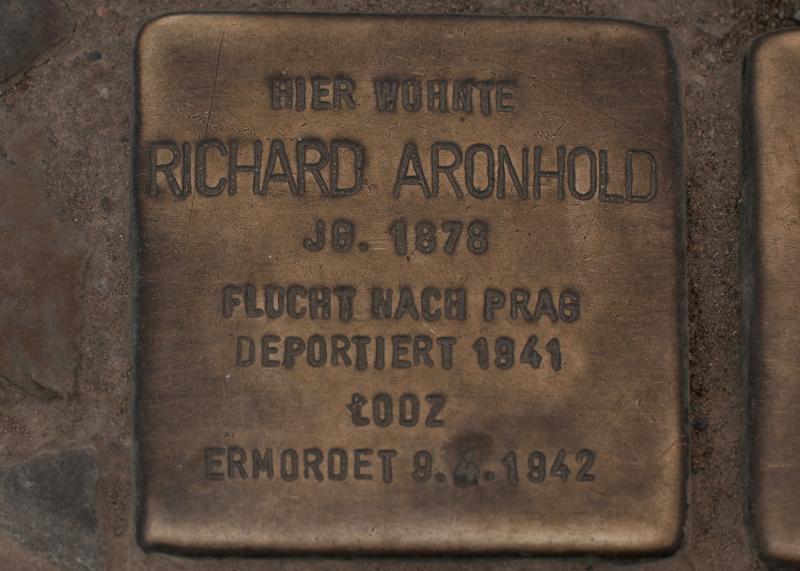 HIER WOHNTE
RICHARD ARONHOLD
JG. 1878
FLUCHT NACH PRAG
DEPORTIERT 1941
ŁODZ
ERMORDET 9.4.1942